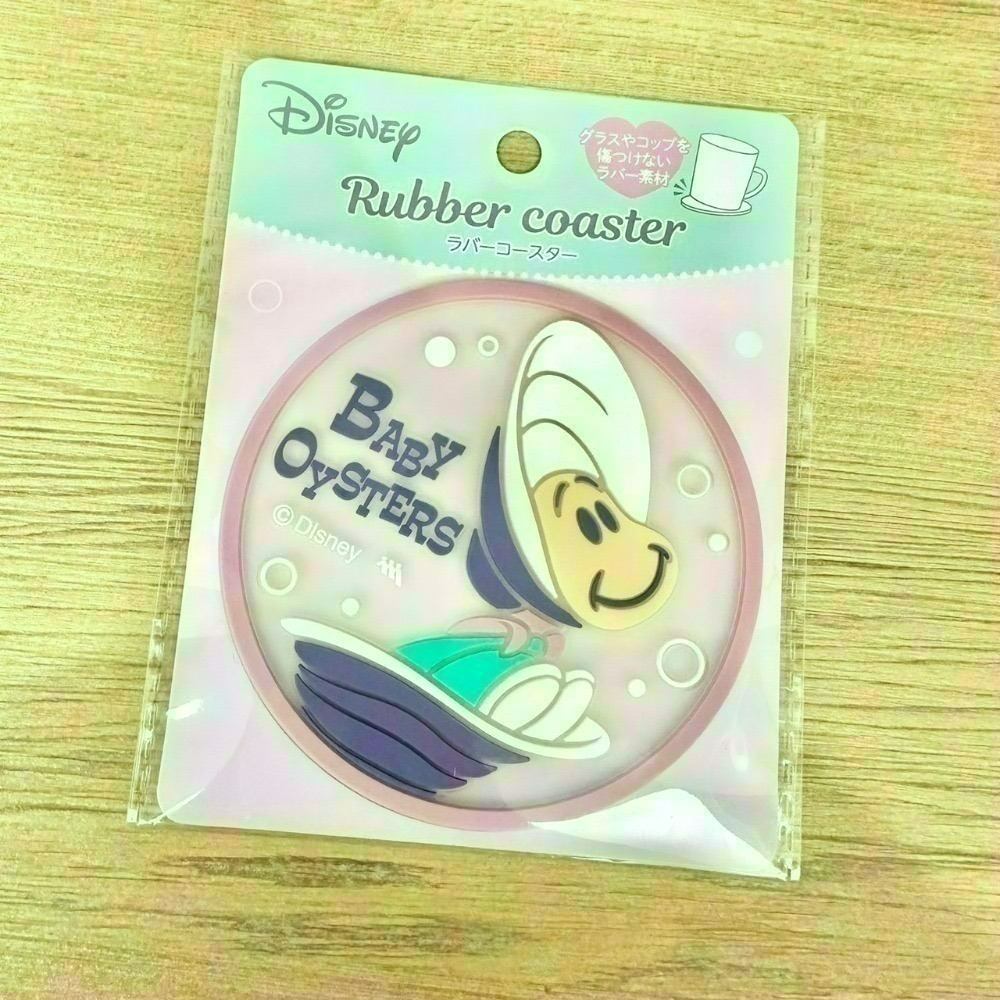 Disney
グラスやコップを
傷つけない
ラバー素材
Rubber coaster
ラバーコースター
BABY
OYSTERS
©Disney